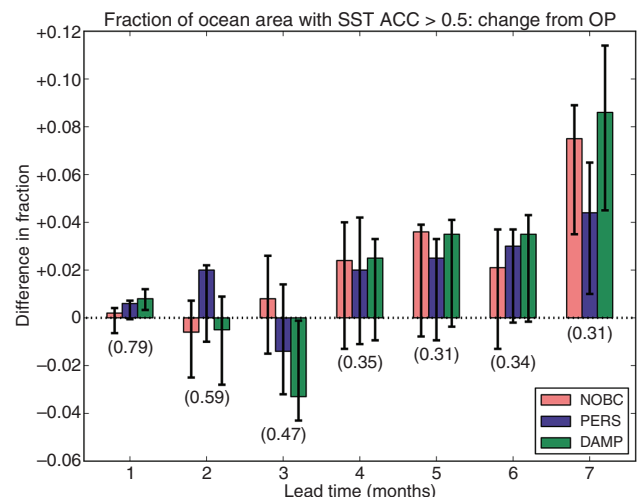 Fraction of ocean area with SST ACC > 0.5: change from OP
+0.12
+0.10
+0.08
+0.06
+0.04
+0.02
0
−0.02
−0.04
−0.06
Difference in fraction
(0.79)
(0.59)
(0.47)
(0.35)
(0.31)
(0.34)
(0.31)
NOBC
PERS
DAMP
1 2 3 4 5 6 7
Lead time (months)